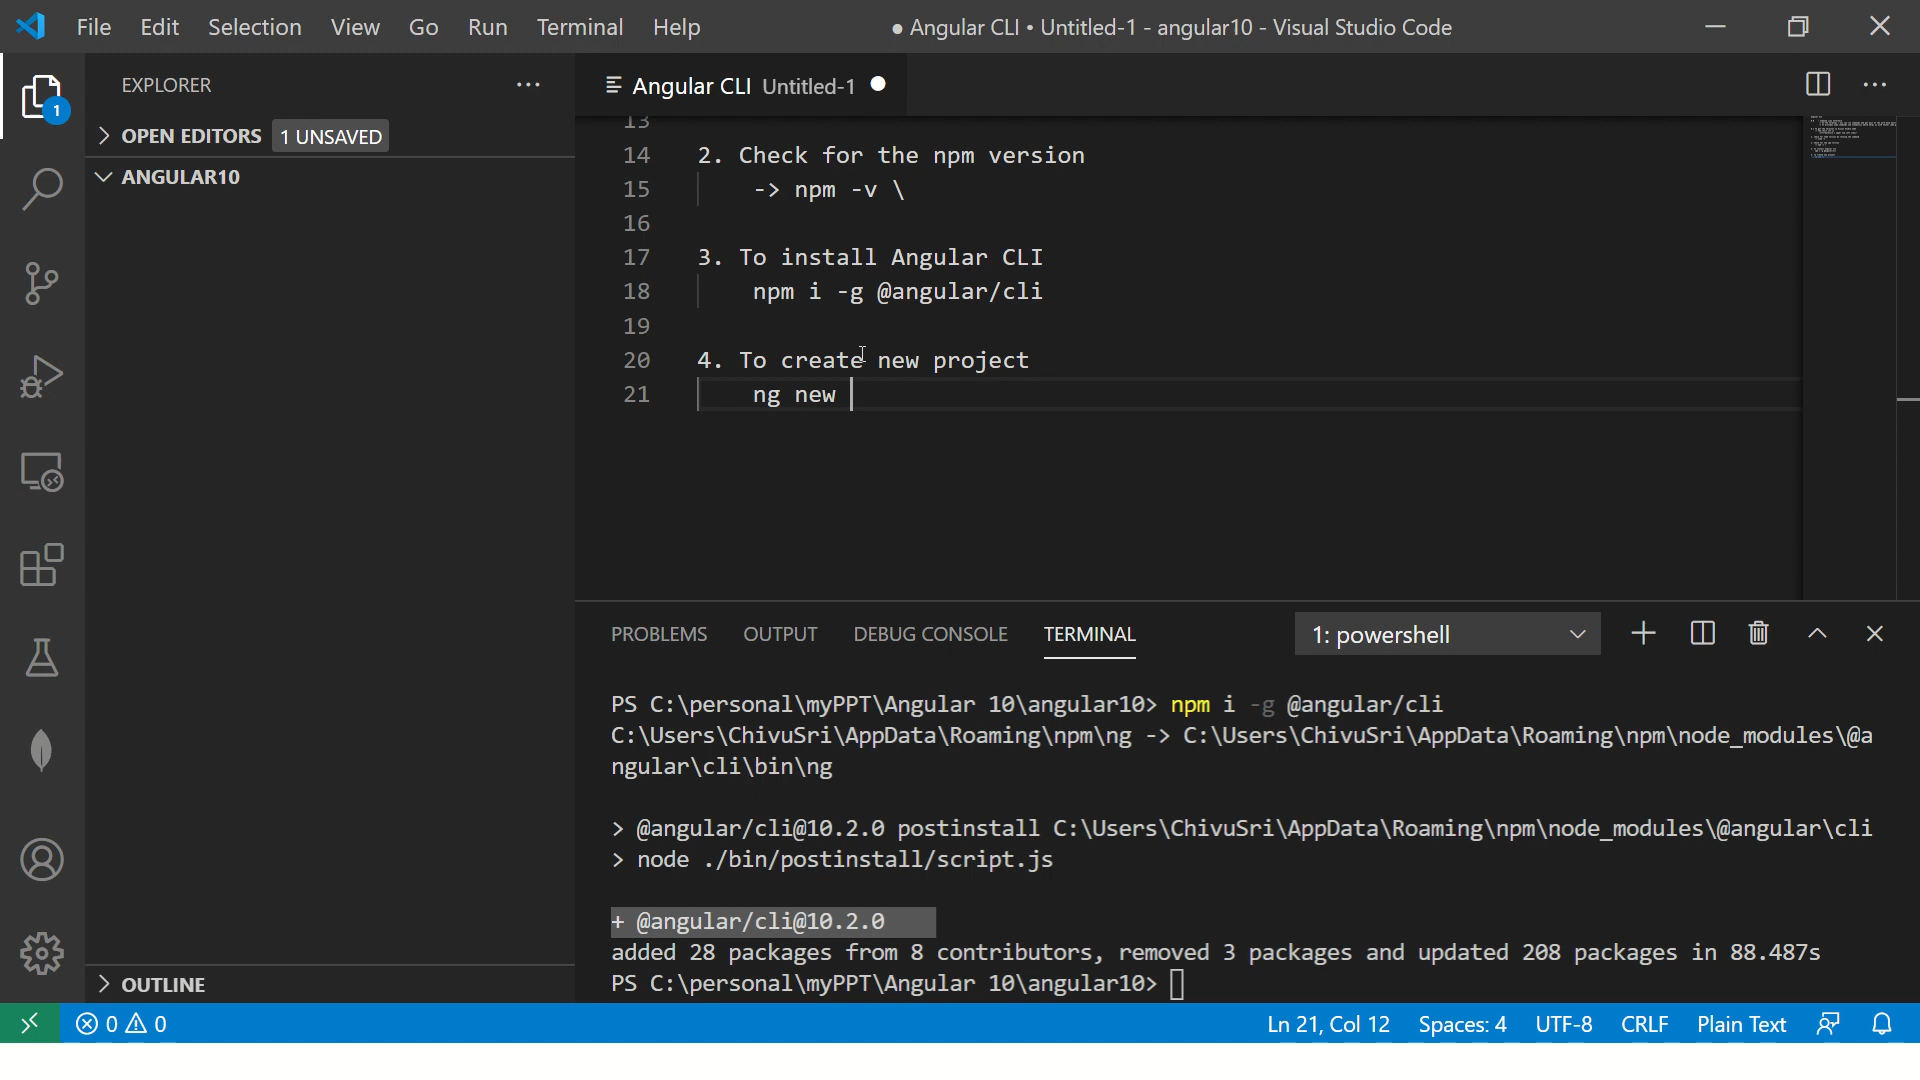 File Edit Selection View Go Run Terminal Help
● Angular CLI • Untitled-1 - angular10 - Visual Studio Code
EXPLORER
1
OPEN EDITORS 1 UNSAVED
ANGULAR10
OUTLINE
Angular CLI Untitled-1
13
14 2. Check for the npm version
15 -> npm -v \
16
17 3. To install Angular CLI
18 npm i -g @angular/cli
19
20 4. To create new project
21 ng new
PROBLEMS OUTPUT DEBUG CONSOLE TERMINAL 1: powershell
PS C:\personal\myPPT\Angular 10\angular10> npm i -g @angular/cli
C:\Users\ChivuSri\AppData\Roaming\npm\ng -> C:\Users\ChivuSri\AppData\Roaming\npm\node_modules\@a
ngular\cli\bin\ng
> @angular/cli@10.2.0 postinstall C:\Users\ChivuSri\AppData\Roaming\npm\node_modules\@angular\cli
> node ./bin/postinstall/script.js
+ @angular/cli@10.2.0
added 28 packages from 8 contributors, removed 3 packages and updated 208 packages in 88.487s
PS C:\personal\myPPT\Angular 10\angular10>
0 0 Ln 21, Col 12 Spaces: 4 UTF-8 CRLF Plain Text